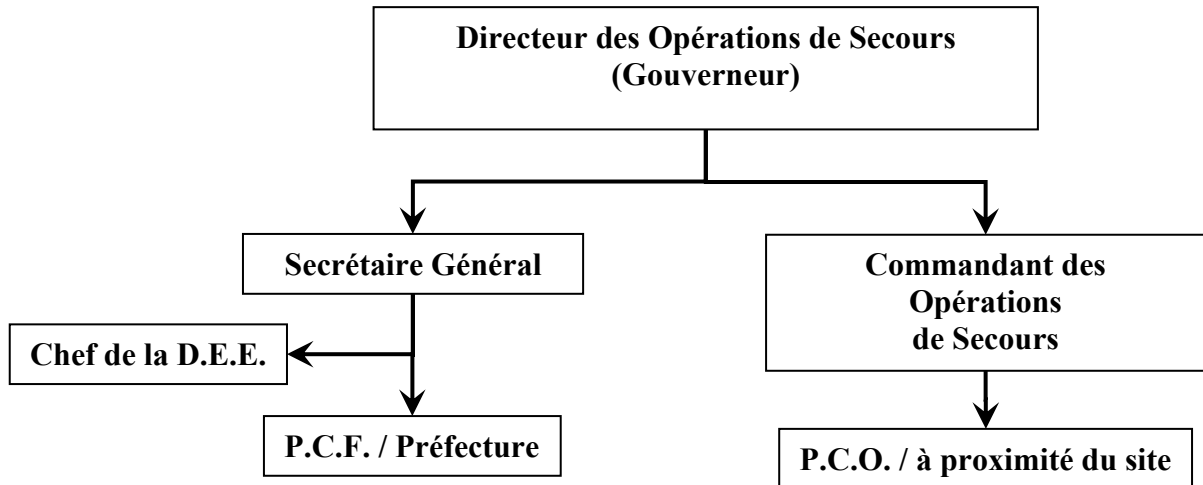 Directeur des Opérations de Secours
(Gouverneur)
Secrétaire Général
Commandant des
Opérations
de Secours
Chef de la D.E.E.
P.C.F. / Préfecture
P.C.O. / à proximité du site